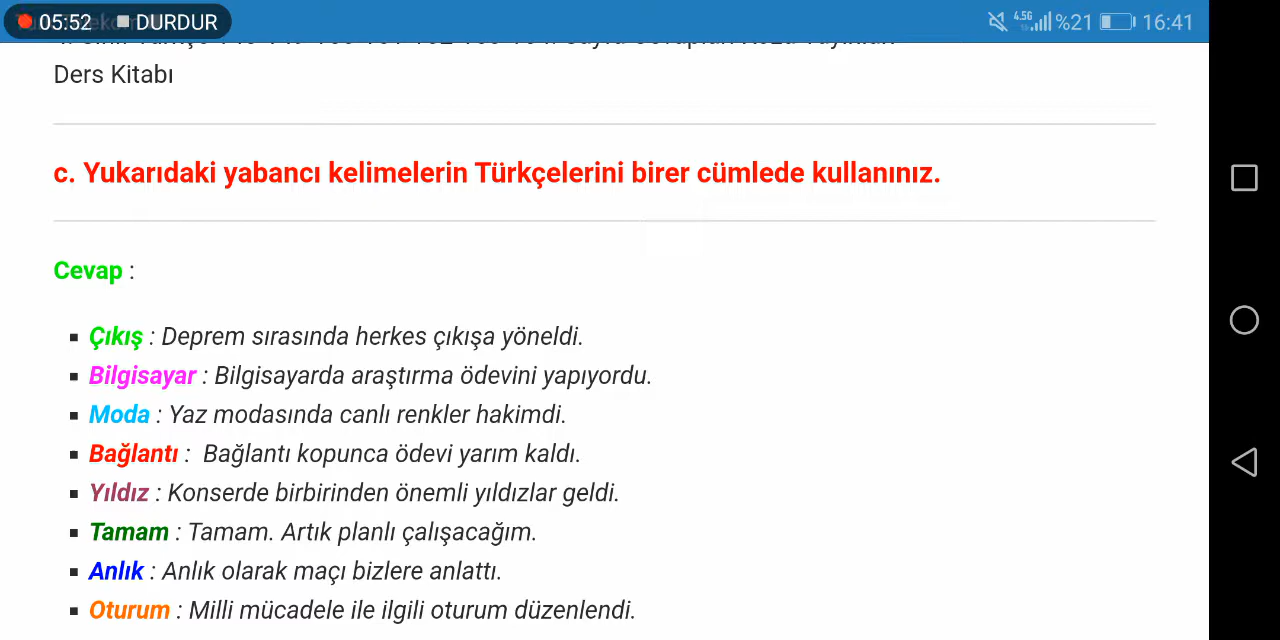 05:52 DURDUR
4.5G %21 16:41
Ders Kitabı
c. Yukarıdaki yabancı kelimelerin Türkçelerini birer cümlede kullanınız.
Cevap :
Çıkış : Deprem sırasında herkes çıkışa yöneldi.
Bilgisayar : Bilgisayarda araştırma ödevini yapıyordu.
Moda : Yaz modasında canlı renkler hakimdi.
Bağlantı : Bağlantı kopunca ödevi yarım kaldı.
Yıldız : Konserde birbirinden önemli yıldızlar geldi.
Tamam : Tamam. Artık planlı çalışacağım.
Anlık : Anlık olarak maçı bizlere anlattı.
Oturum : Milli mücadele ile ilgili oturum düzenlendi.